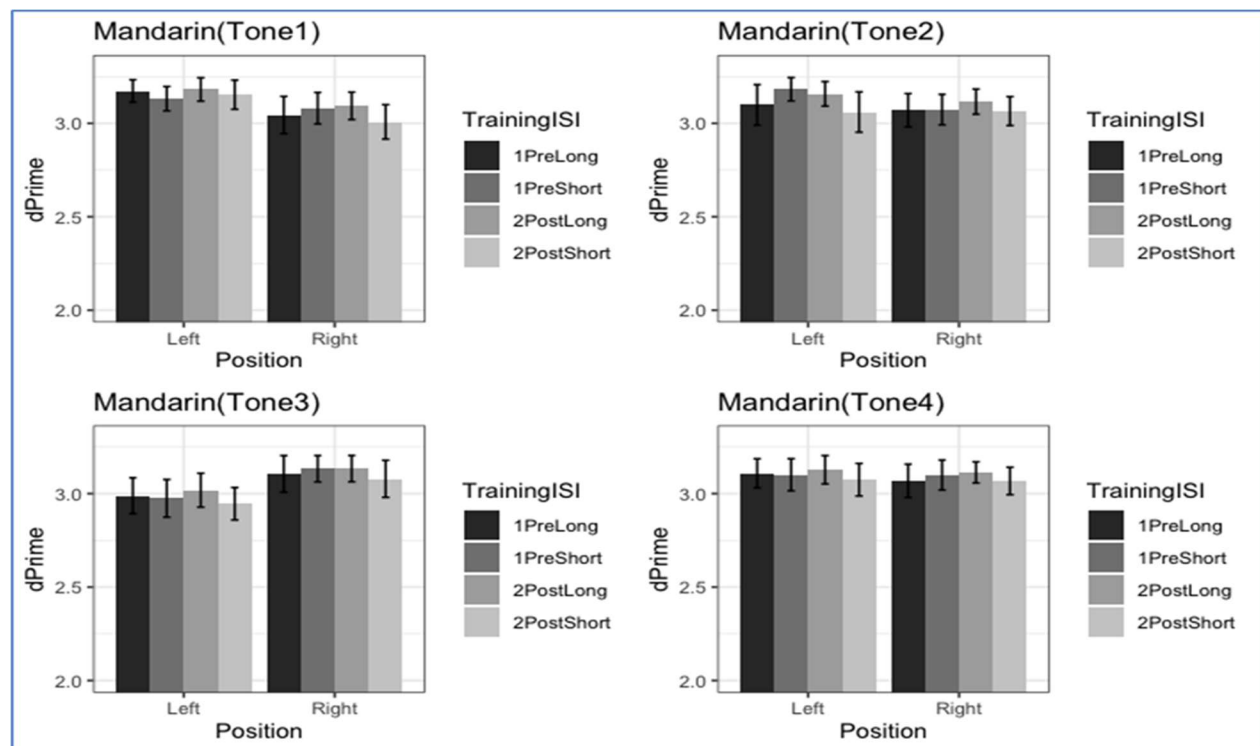 Mandarin(Tone1)
dPrime
3.0
2.5
2.0
Left
Right
Position
TrainingISI
1PreLong
1PreShort
2PostLong
2PostShort
Mandarin(Tone2)
dPrime
3.0
2.5
2.0
Left
Right
Position
TrainingISI
1PreLong
1PreShort
2PostLong
2PostShort
Mandarin(Tone3)
dPrime
3.0
2.5
2.0
Left
Right
Position
TrainingISI
1PreLong
1PreShort
2PostLong
2PostShort
Mandarin(Tone4)
dPrime
3.0
2.5
2.0
Left
Right
Position
TrainingISI
1PreLong
1PreShort
2PostLong
2PostShort